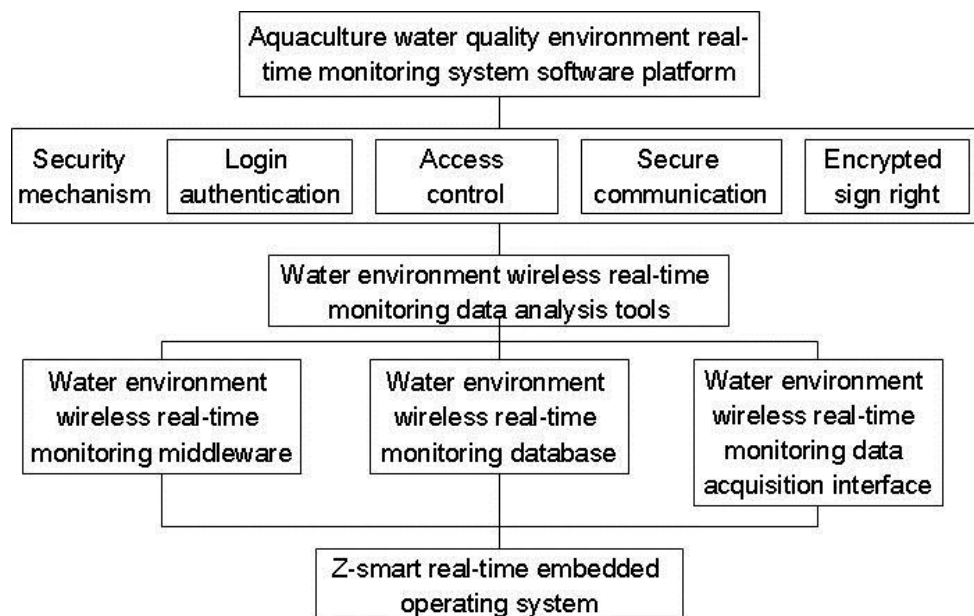 Aquaculture water quality environment real-
time monitoring system software platform
Security
mechanism
Login
authentication
Access
control
Secure
communication
Encrypted
sign right
Water environment wireless real-time
monitoring data analysis tools
Water environment
wireless real-time
monitoring middleware
Water environment
wireless real-time
monitoring database
Water environment
wireless real-time
monitoring data
acquisition interface
Z-smart real-time embedded
operating system